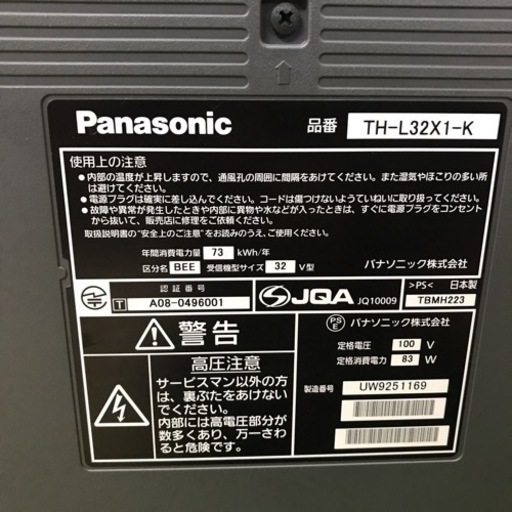 Panasonic
品番 TH-L32X1-K
使用上の注意
●内部の温度が上昇しますので、通風孔の周囲に間隔をあけてください。また湿気やほこりの多い所
は避けてください。
●電源プラグは確実に差し込んでください。コードは傷つけないようていねいに取り扱ってください。
●故障や異常が発生したときや内部に異物や水などが入ったときは、すぐに電源プラグをコンセント
から抜いて、販売店に修理をご依頼ください。
取扱説明書の"安全上のご注意"をお読みのうえ、ご使用ください。
年間消費電力量 73 kWh/年
区分名 BEE 受信機型サイズ 32 V型
パナソニック株式会社
認証番号
T A08-0496001
JQA JQ10009
>PS< 日本製
TBMH223
警告
高圧注意
サービスマン以外の方
は、裏ぶたをあけない
でください。
内部には高電圧部分が
数多くあり、万一さわ
ると危険です。
PSE パナソニック株式会社
定格電圧 100 V
定格消費電力 83 W
製造番号 UW9251169